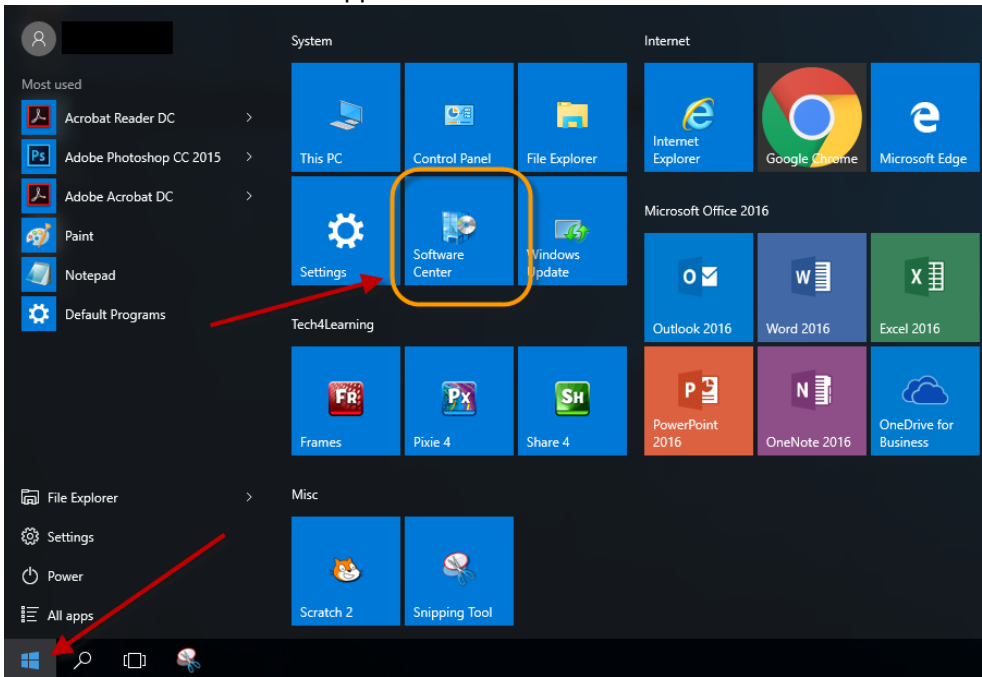 System
Internet
Most used
Acrobat Reader DC
Adobe Photoshop CC 2015
Adobe Acrobat DC
Paint
Notepad
Default Programs
This PC
Control Panel
File Explorer
Internet
Explorer
Google Chrome
Microsoft Edge
Settings
Software
Center
Windows
Update
Microsoft Office 2016
Outlook 2016
Word 2016
Excel 2016
Tech4Learning
Frames
Pixie 4
Share 4
PowerPoint
2016
OneNote 2016
OneDrive for
Business
Misc
Scratch 2
Snipping Tool
File Explorer
Settings
Power
All apps